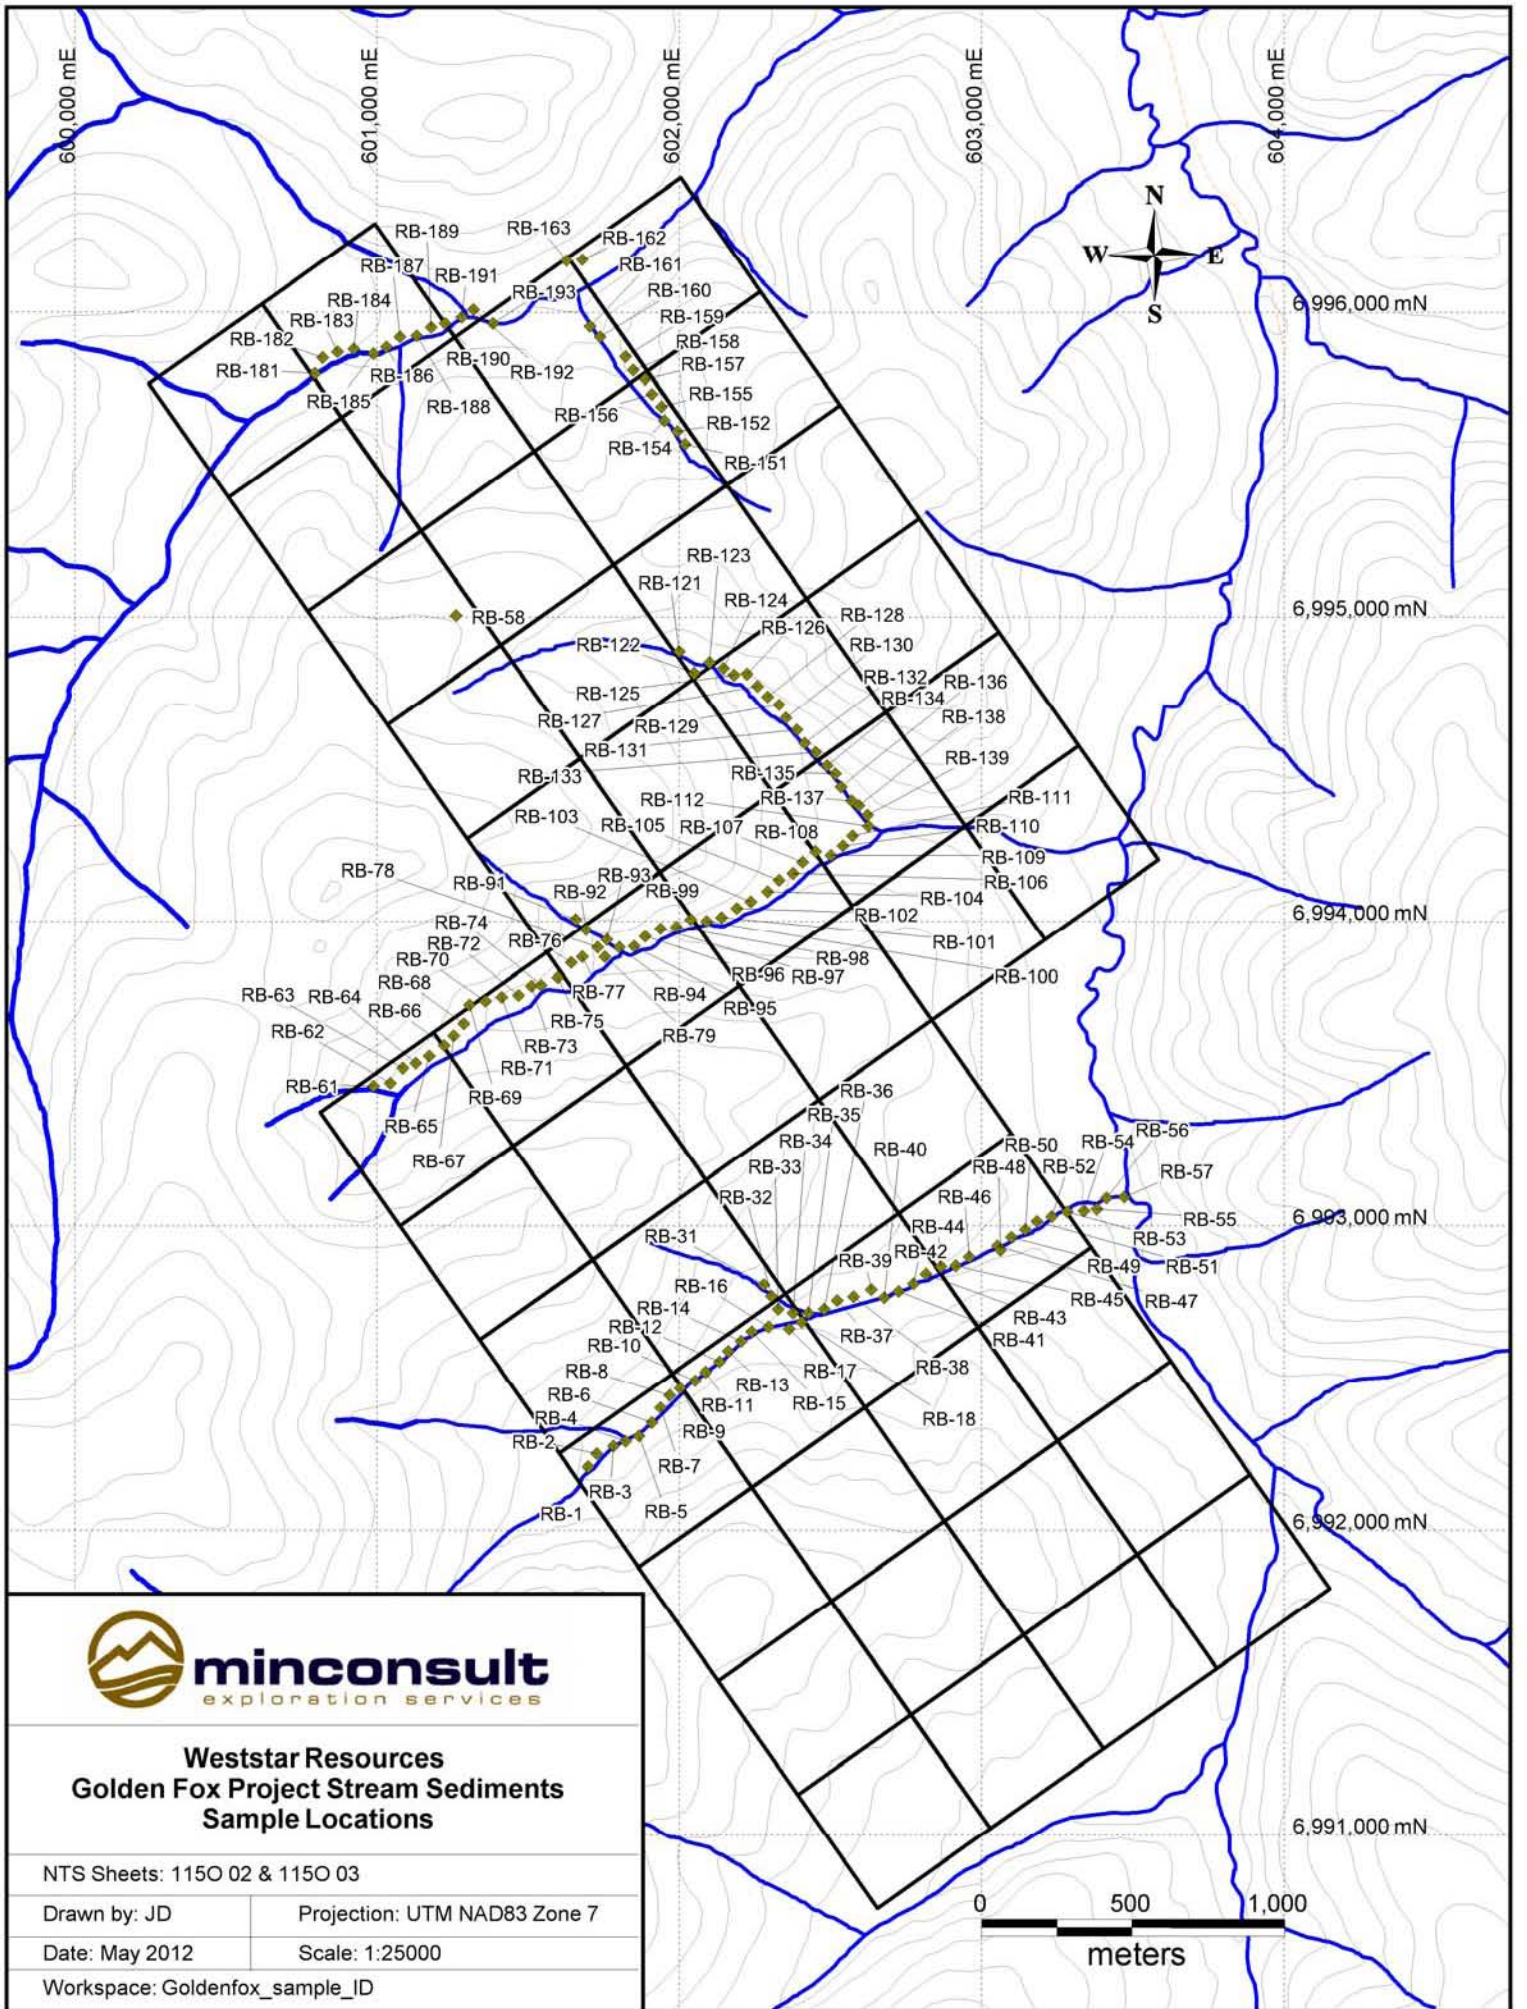 600,000 mE
601,000 mE
602,000 mE
603,000 mE
604,000 mE
N
W
E
S
RB-189
RB-163
RB-162
RB-187
RB-191
RB-161
RB-184
RB-193
RB-160
6,996,000 mN
RB-183
RB-159
RB-182
RB-158
RB-181
RB-190
RB-157
RB-186
RB-192
RB-185
RB-188
RB-155
RB-156
RB-152
RB-154
RB-151
RB-123
RB-121
RB-124
RB-58
RB-128
6,995,000 mN
RB-126
RB-122
RB-130
RB-132
RB-136
RB-125
RB-134
RB-127
RB-129
RB-138
RB-131
RB-139
RB-133
RB-135
RB-112
RB-137
RB-111
RB-103
RB-105
RB-107
RB-108
RB-110
RB-109
RB-78
RB-93
RB-106
RB-91
RB-92
RB-99
RB-104
RB-102
6,994,000 mN
RB-74
RB-76
RB-72
RB-101
RB-70
RB-98
RB-96
RB-97
RB-100
RB-68
RB-63
RB-64
RB-77
RB-94
RB-66
RB-95
RB-62
RB-75
RB-79
RB-73
RB-71
RB-61
RB-69
RB-36
RB-65
RB-35
RB-56
RB-34
RB-54
RB-50
RB-40
RB-67
RB-33
RB-48
RB-52
RB-57
RB-32
RB-46
RB-55
6,993,000 mN
RB-31
RB-44
RB-53
RB-42
RB-39
RB-49
RB-51
RB-16
RB-45
RB-47
RB-14
RB-43
RB-12
RB-37
RB-41
RB-10
RB-8
RB-17
RB-38
RB-6
RB-13
RB-11
RB-15
RB-4
RB-18
RB-9
RB-2
RB-7
RB-3
RB-1
RB-5
6,992,000 mN
6,991,000 mN
0 500 1,000
meters
minconsult
exploration services
Weststar Resources
Golden Fox Project Stream Sediments
Sample Locations
NTS Sheets: 115O 02 & 115O 03
Drawn by: JD
Projection: UTM NAD83 Zone 7
Date: May 2012
Scale: 1:25000
Workspace: Goldenfox_sample_ID